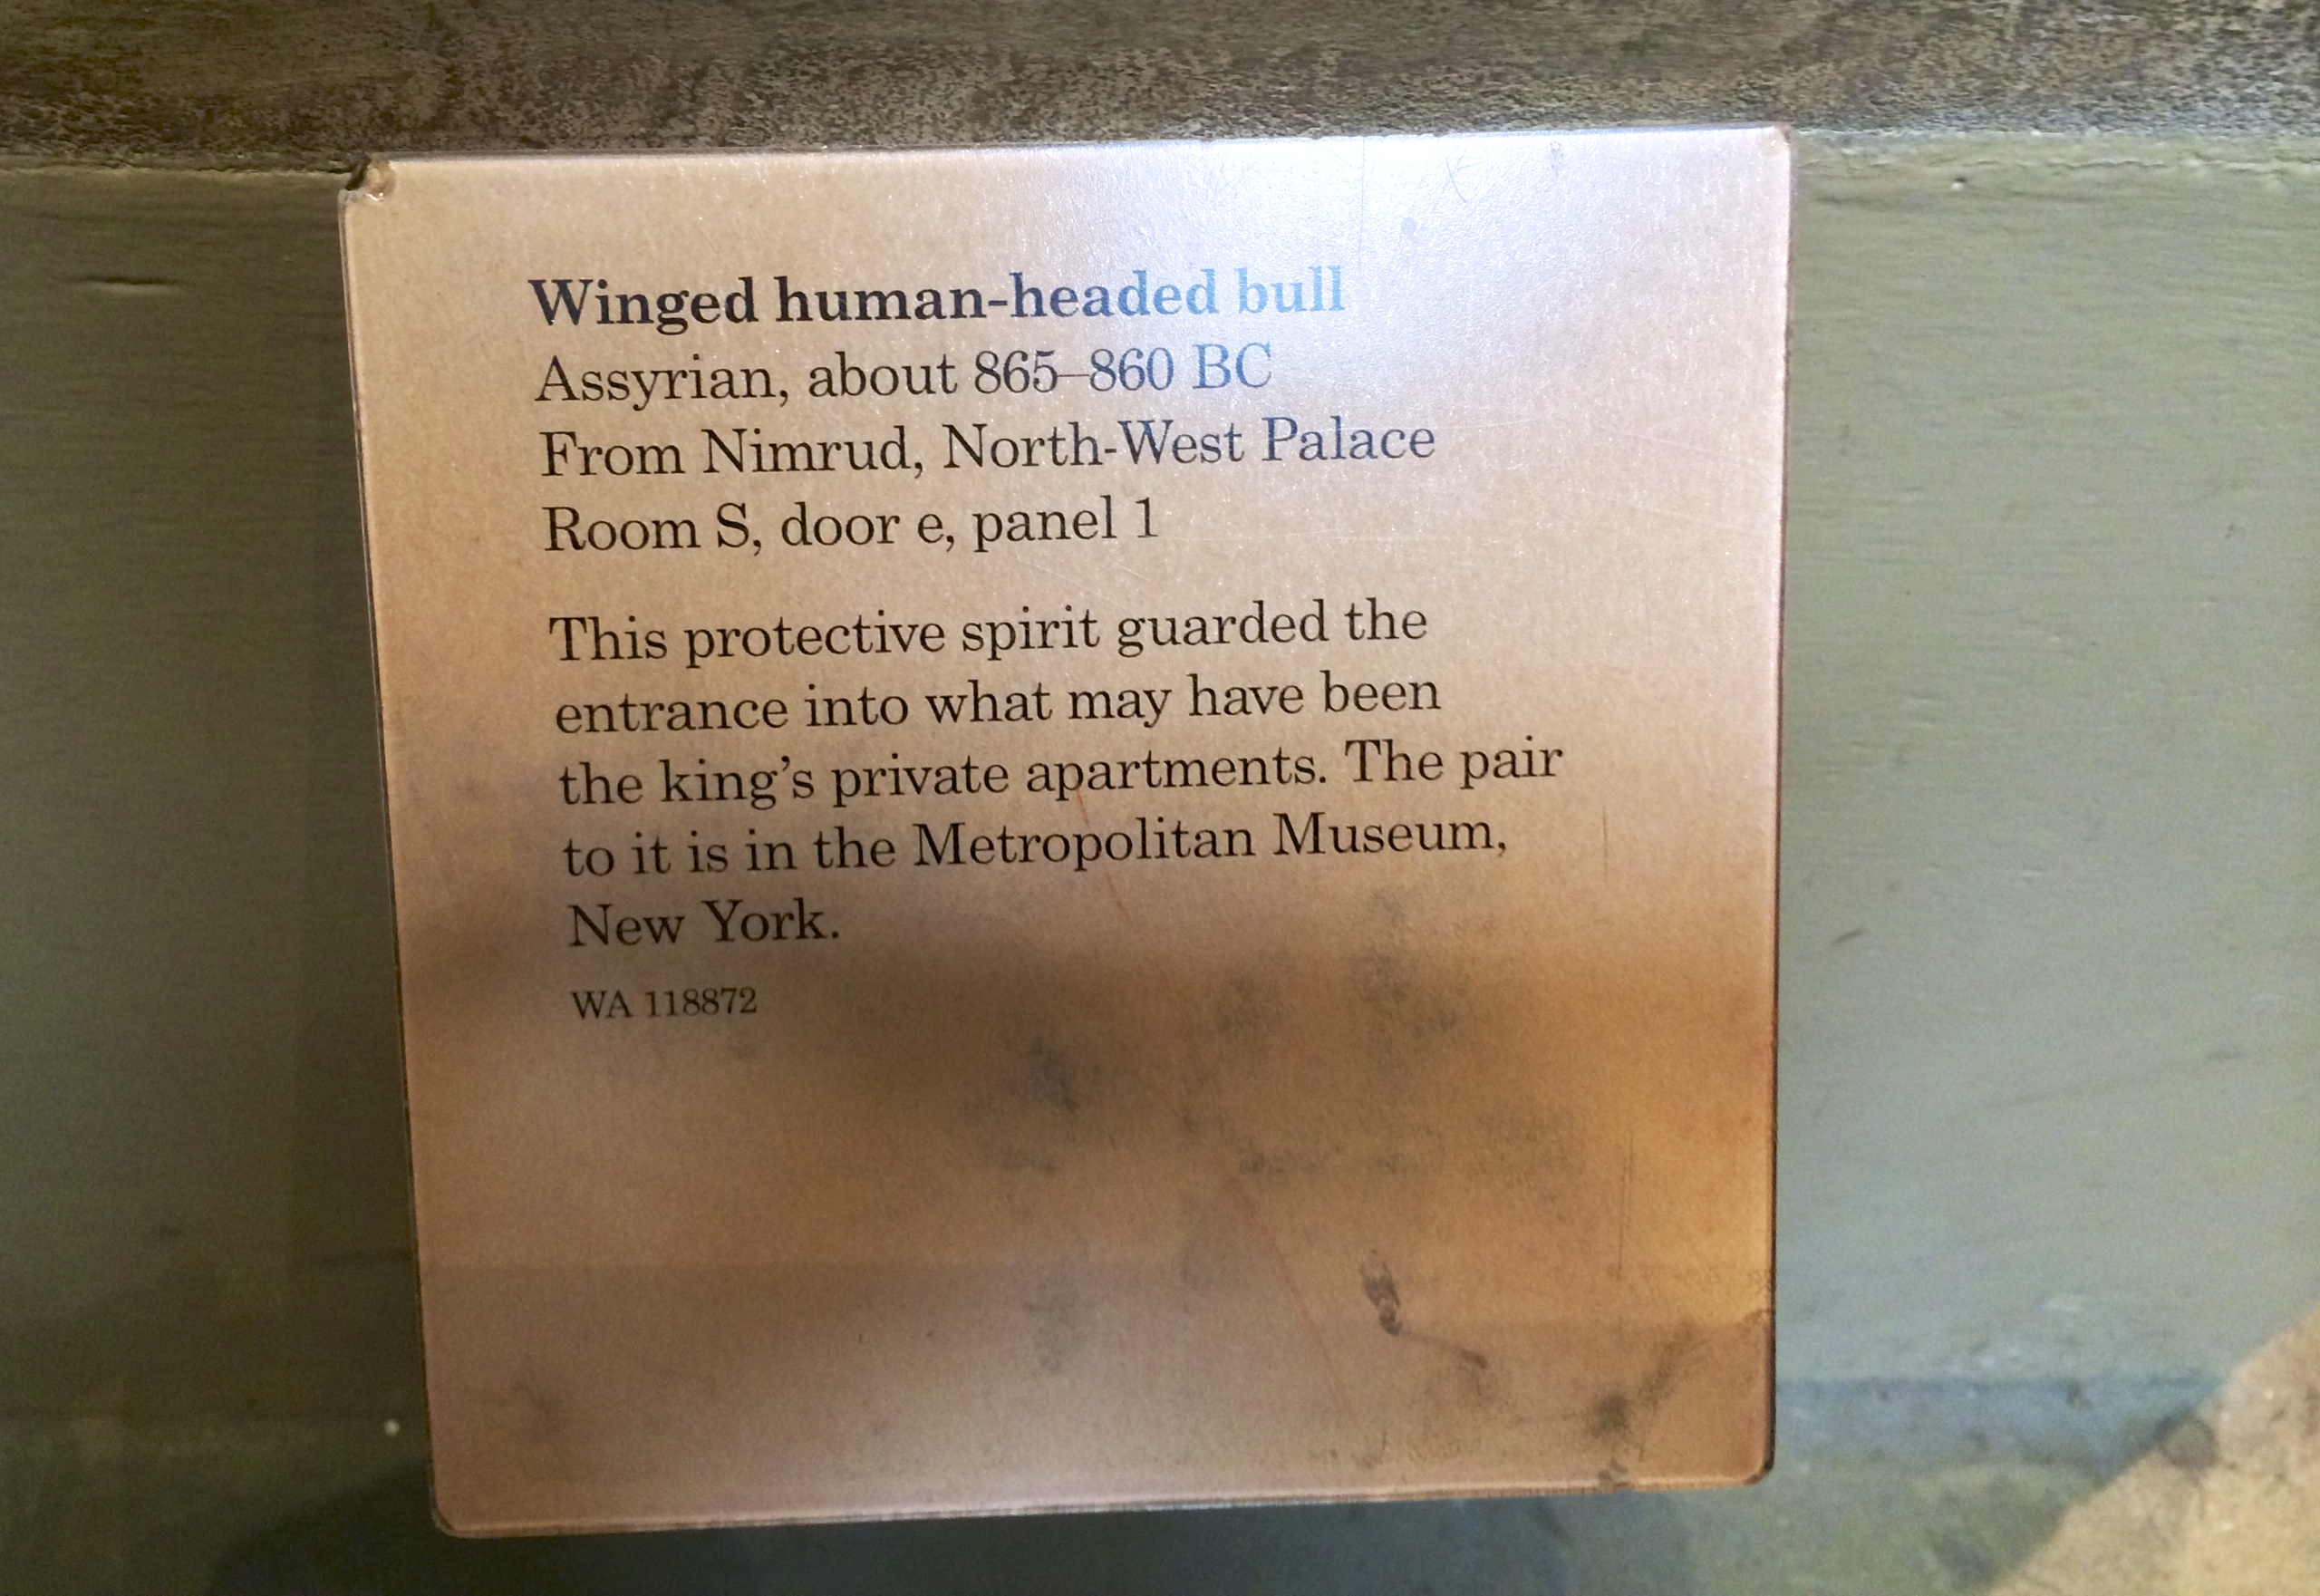 Winged human-headed bull
Assyrian, about 865–860 BC
From Nimrud, North-West Palace
Room S, door e, panel 1
This protective spirit guarded the
entrance into what may have been
the king’s private apartments. The pair
to it is in the Metropolitan Museum,
New York.
WA 118872